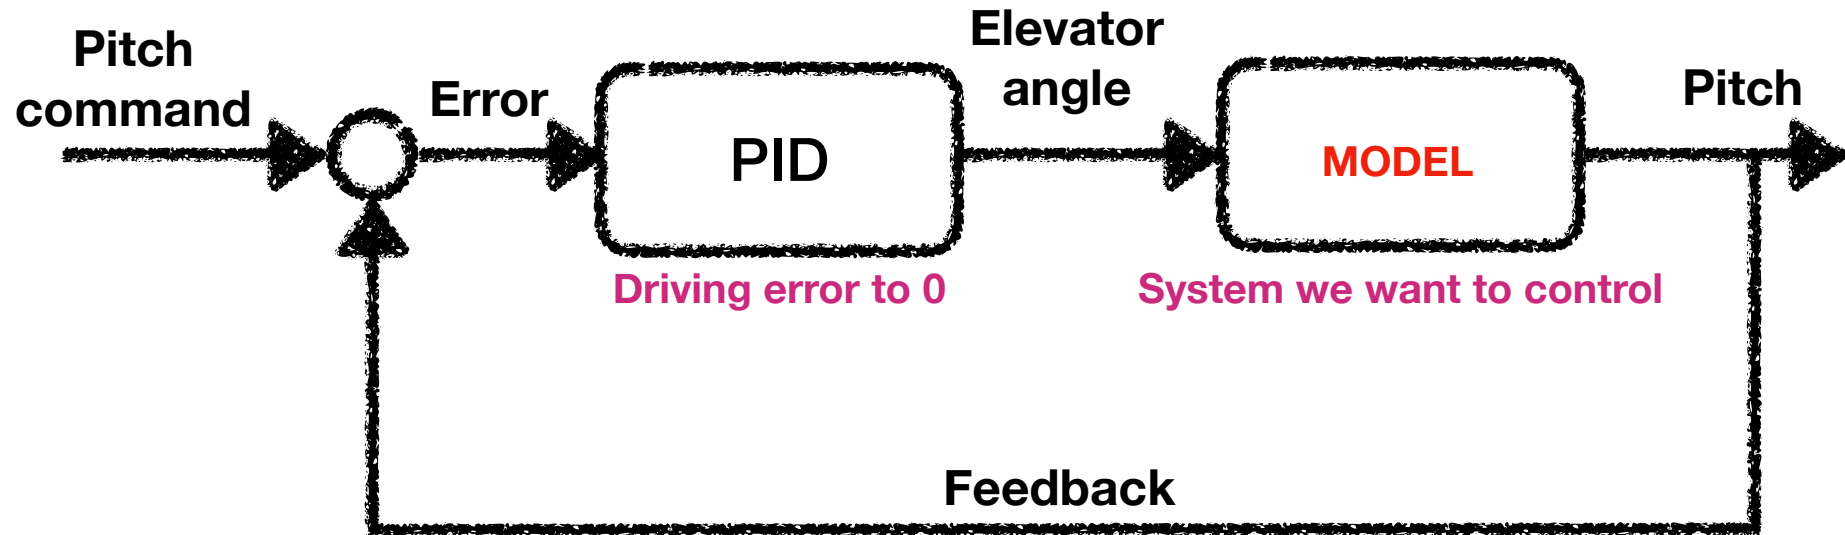 Pitch
command
Error
PID
Driving error to 0
Elevator
angle
MODEL
System we want to control
Pitch
Feedback